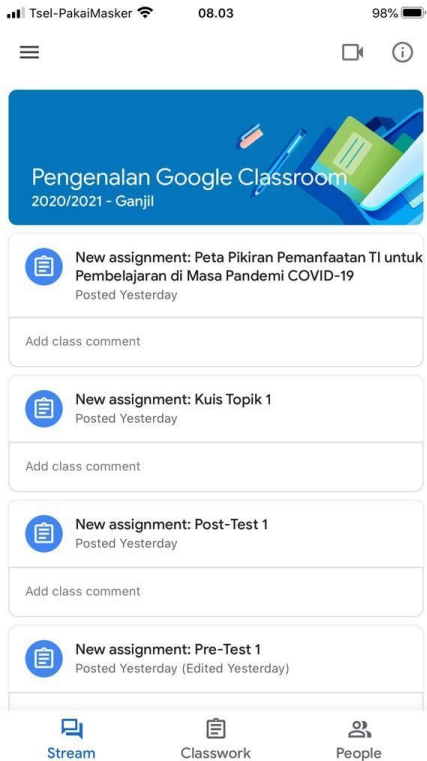 Tsel-PakaiMasker 08.03 98%
Pengenalan Google Classroom
2020/2021 - Ganjil
New assignment: Peta Pikiran Pemanfaatan TI untuk
Pembelajaran di Masa Pandemi COVID-19
Posted Yesterday
Add class comment
New assignment: Kuis Topik 1
Posted Yesterday
Add class comment
New assignment: Post-Test 1
Posted Yesterday
Add class comment
New assignment: Pre-Test 1
Posted Yesterday (Edited Yesterday)
Stream Classwork People